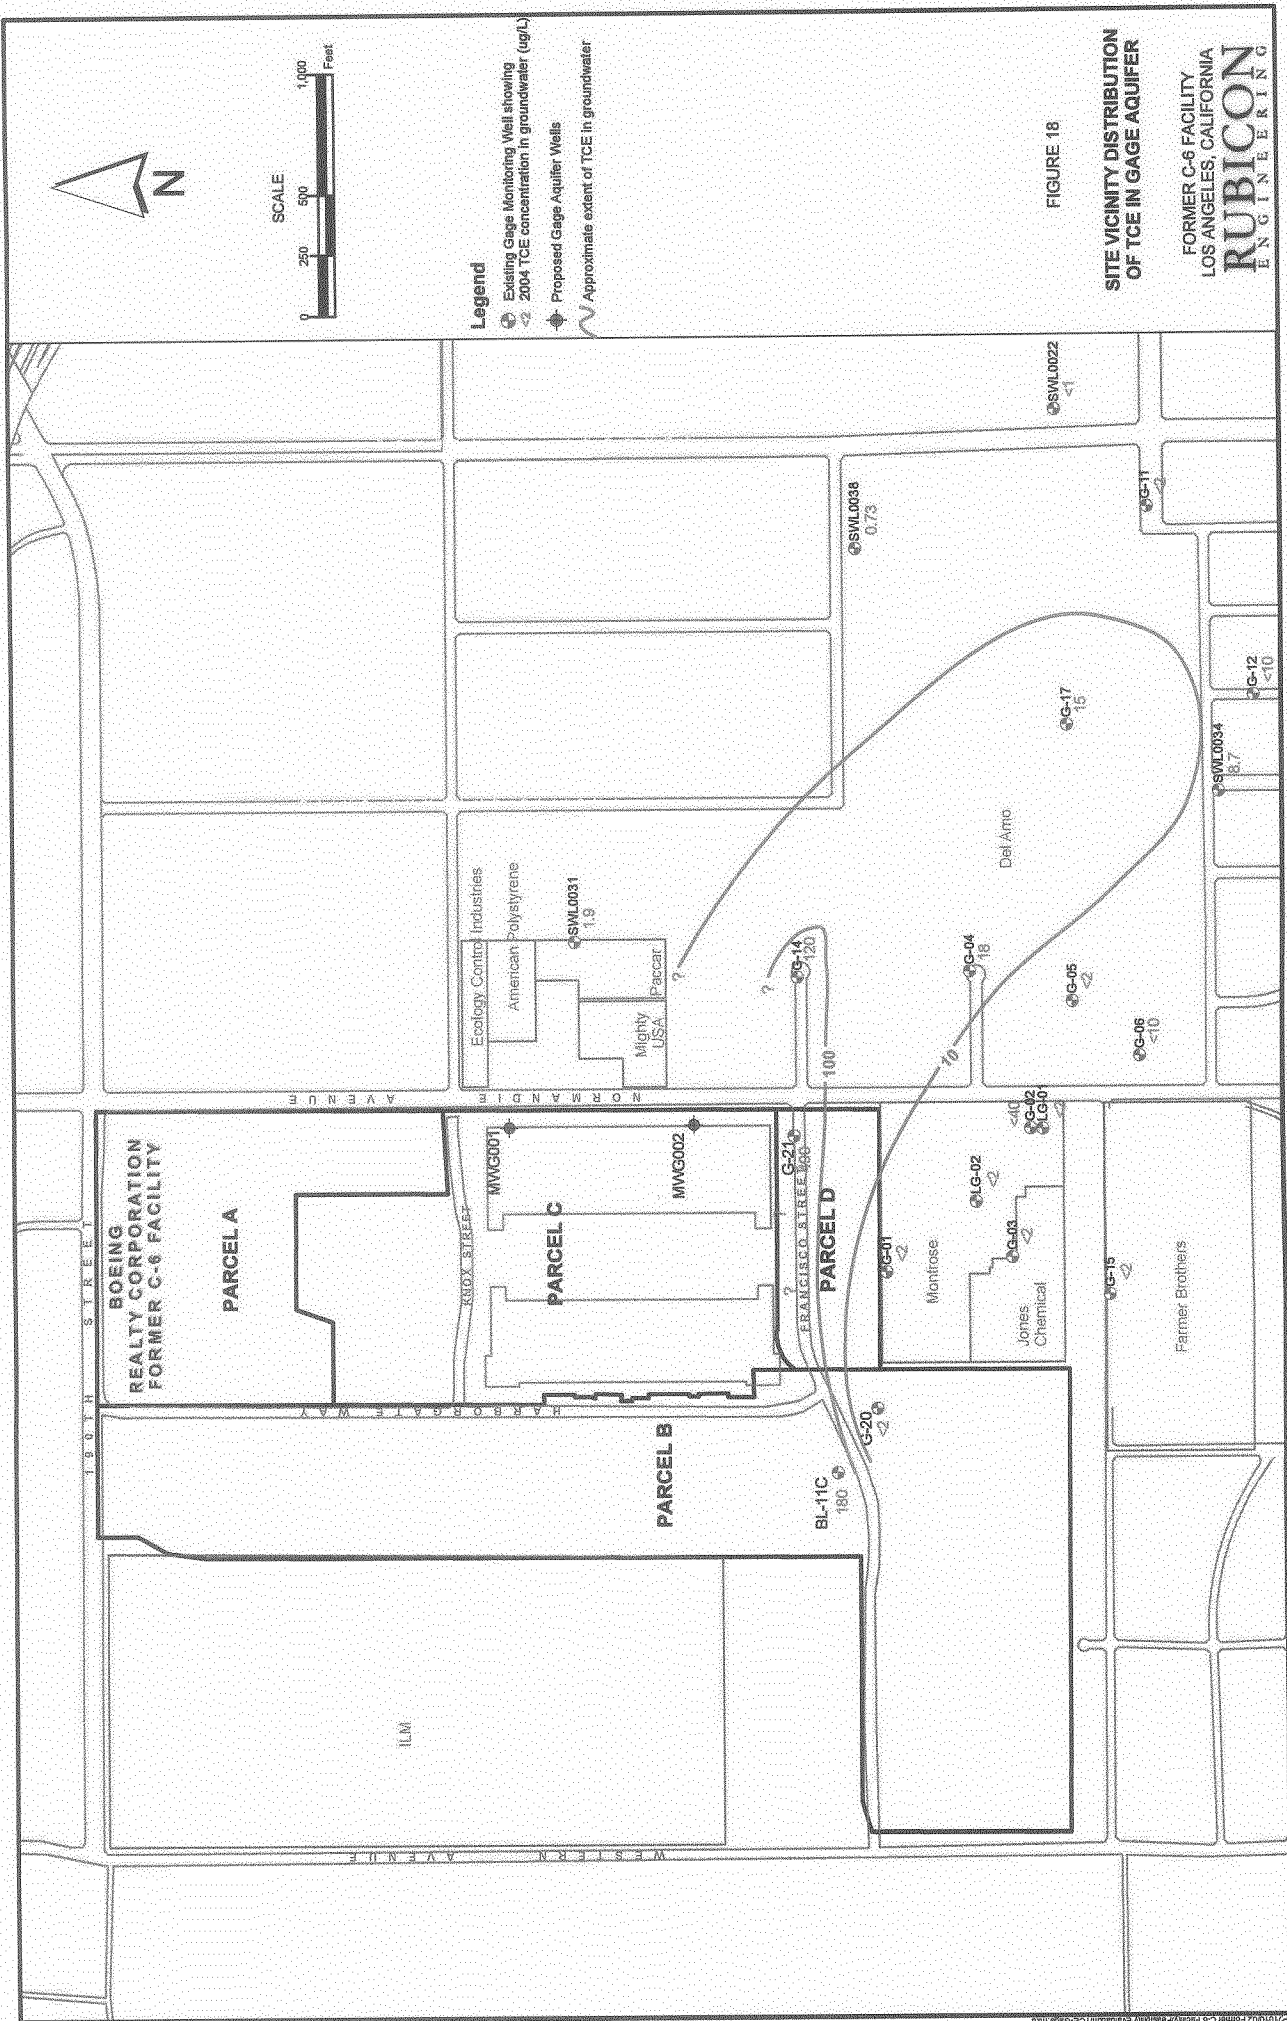 BOEING
REALTY CORPORATION
FORMER C-6 FACILITY
PARCEL A
190TH STREET
KNOX STREET
NORMANDIE AVENUE
HARBORGATE WAY
WESTERN AVENUE
FRANCISCO STREET
PARCEL B
PARCEL C
PARCEL D
ILM
MWG001
MWG002
G-21
?
BL-11C
180
G-20
<2
G-01
<2
Montrose
LG-02
<2
G-03
<2
Jones
Chemical
<40
G-02
LG-01
<2
G-15
<2
Farmer Brothers
Ecology Control Industries
American Polystyrene
SWL0031
1.9
Mighty
USA
Paccar
?
?
G-14
120
100
10
G-04
18
G-05
<2
G-06
<10
Del Amo
G-17
15
SWL0034
8.7
G-12
<10
SWL0038
0.73
G-11
<2
SWL0022
<1
N
SCALE
0 250 500 1,000
Feet
Legend
Existing Gage Monitoring Well showing
<2 2004 TCE concentration in groundwater (ug/L)
Proposed Gage Aquifer Wells
Approximate extent of TCE in groundwater
FIGURE 18
SITE VICINITY DISTRIBUTION
OF TCE IN GAGE AQUIFER
FORMER C-6 FACILITY
LOS ANGELES, CALIFORNIA
RUBICON
ENGINEERING